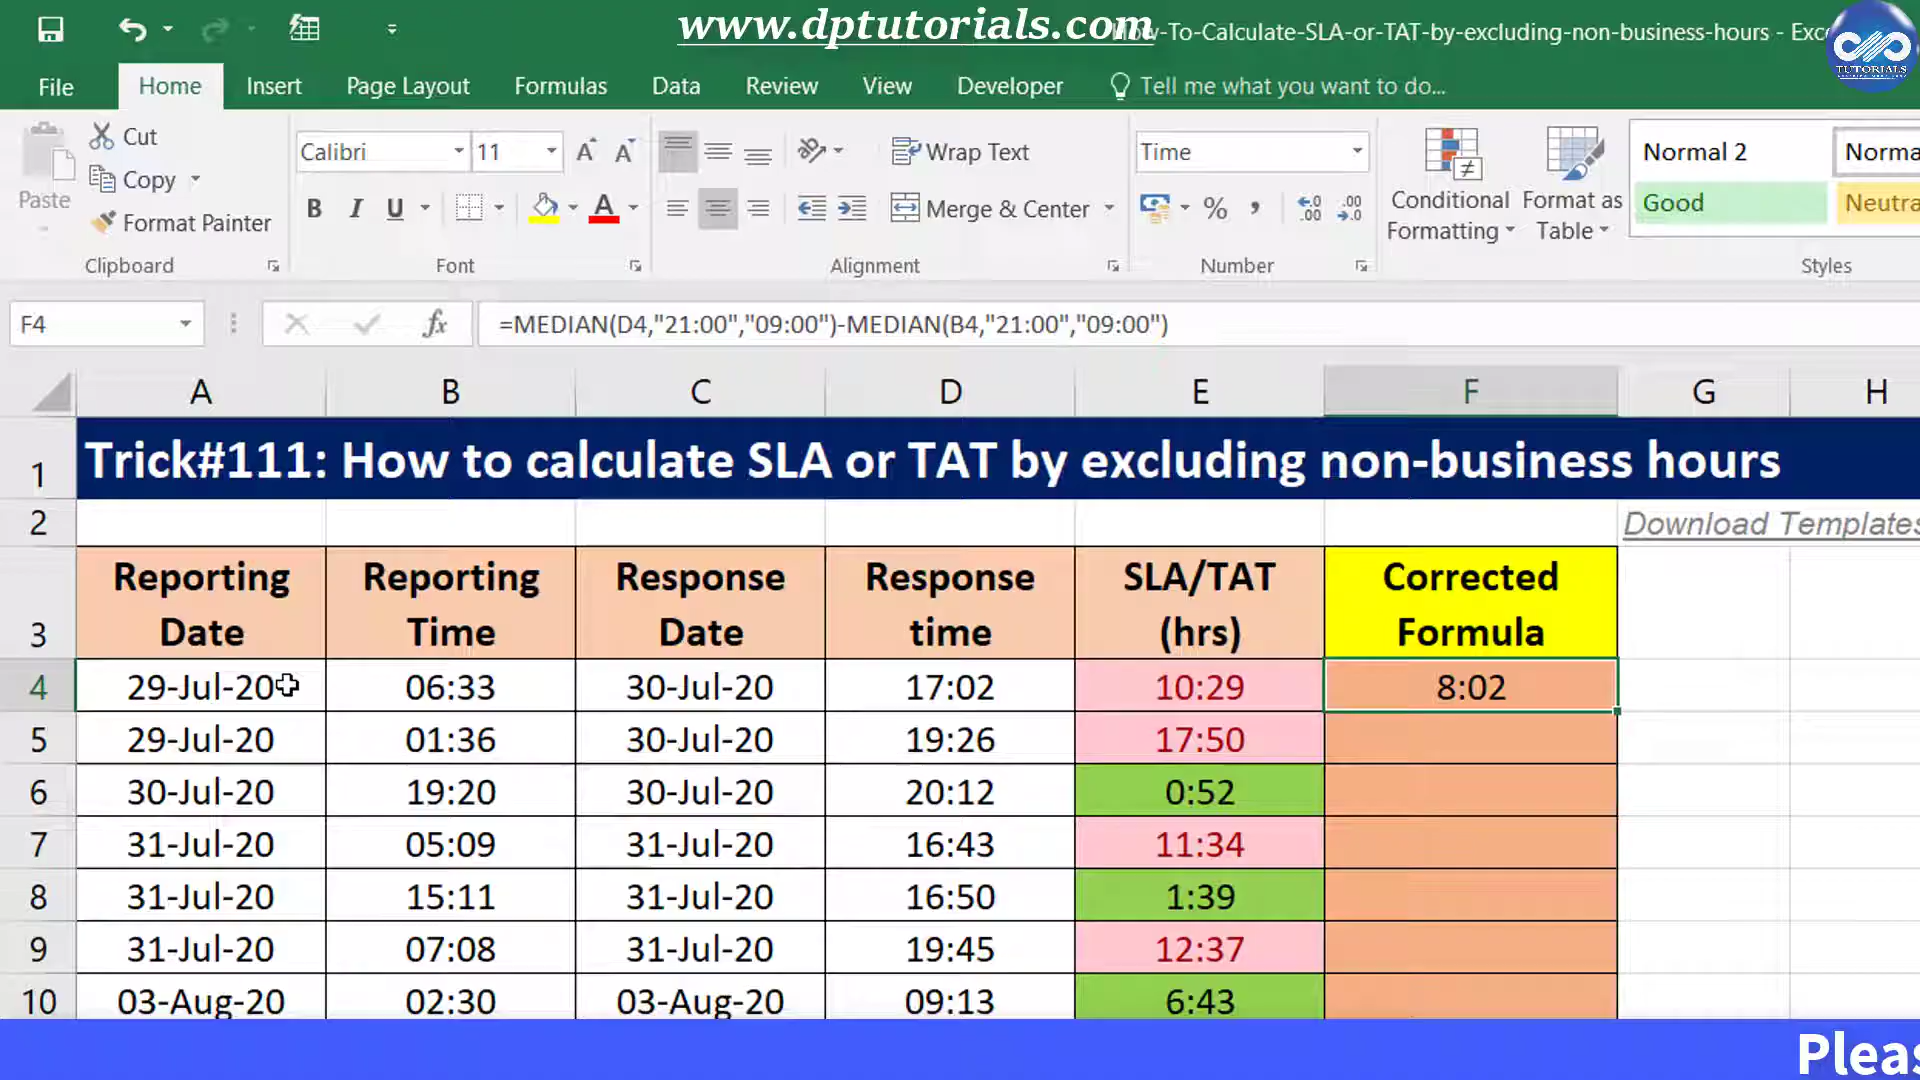 www.dptutorials.com
How-To-Calculate-SLA-or-TAT-by-excluding-non-business-hours - Exce
TUTORIALS
File Home Insert Page Layout Formulas Data Review View Developer Tell me what you want to do...
Paste
Cut
Copy
Format Painter
Clipboard
Calibri 11 A A
B I U A
Font
Wrap Text
Merge & Center
Alignment
Time
% , .00 .00
Number
Conditional Formatting
Format as Table
Normal 2 Norma
Good Neutra
Styles
F4 fx =MEDIAN(D4,"21:00","09:00")-MEDIAN(B4,"21:00","09:00")
A B C D E F G H
1 Trick#111: How to calculate SLA or TAT by excluding non-business hours
2 Download Templates
3 Reporting Date Reporting Time Response Date Response time SLA/TAT (hrs) Corrected Formula
4 29-Jul-20 06:33 30-Jul-20 17:02 10:29 8:02
5 29-Jul-20 01:36 30-Jul-20 19:26 17:50
6 30-Jul-20 19:20 30-Jul-20 20:12 0:52
7 31-Jul-20 05:09 31-Jul-20 16:43 11:34
8 31-Jul-20 15:11 31-Jul-20 16:50 1:39
9 31-Jul-20 07:08 31-Jul-20 19:45 12:37
10 03-Aug-20 02:30 03-Aug-20 09:13 6:43
Pleas